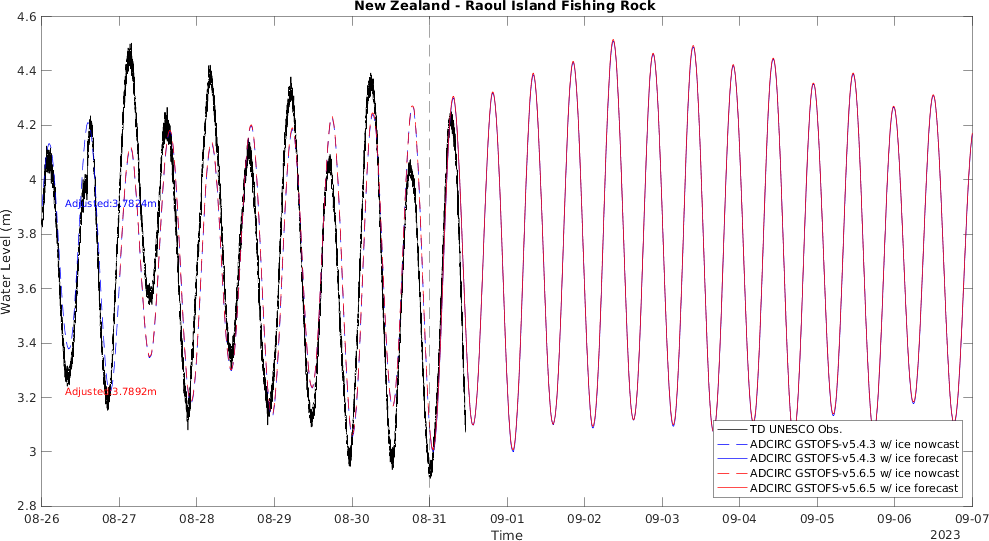 New Zealand - Raoul Island Fishing Rock
4.6
4.4
4.2
4
3.8
3.6
3.4
3.2
3
2.8
Water Level (m)
Adjusted:3.7824m
Adjusted:3.7892m
TD UNESCO Obs.
ADCIRC GSTOFS-v5.4.3 w/ ice nowcast
ADCIRC GSTOFS-v5.4.3 w/ ice forecast
ADCIRC GSTOFS-v5.6.5 w/ ice nowcast
ADCIRC GSTOFS-v5.6.5 w/ ice forecast
08-26 08-27 08-28 08-29 08-30 08-31 09-01 09-02 09-03 09-04 09-05 09-06 09-07
Time
2023